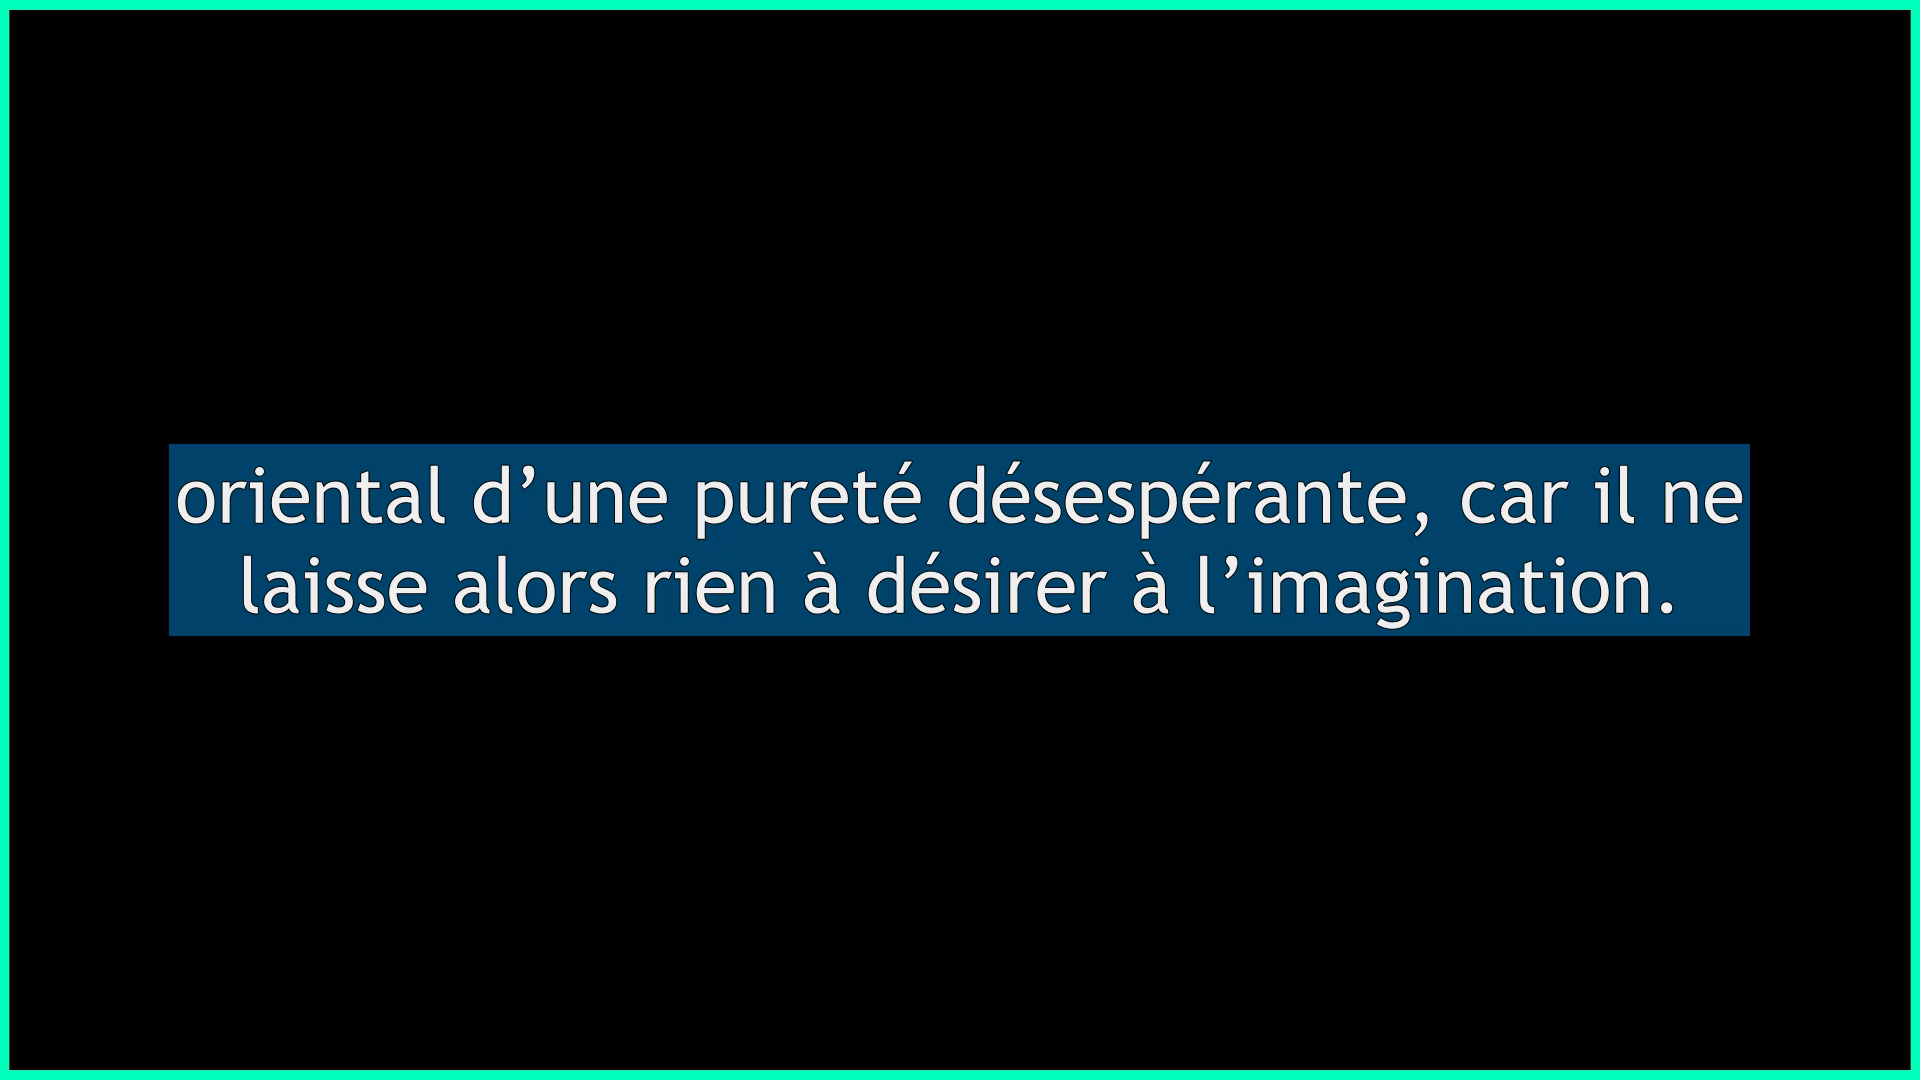 oriental d’une pureté désespérante, car il ne
laisse alors rien à désirer à l’imagination.